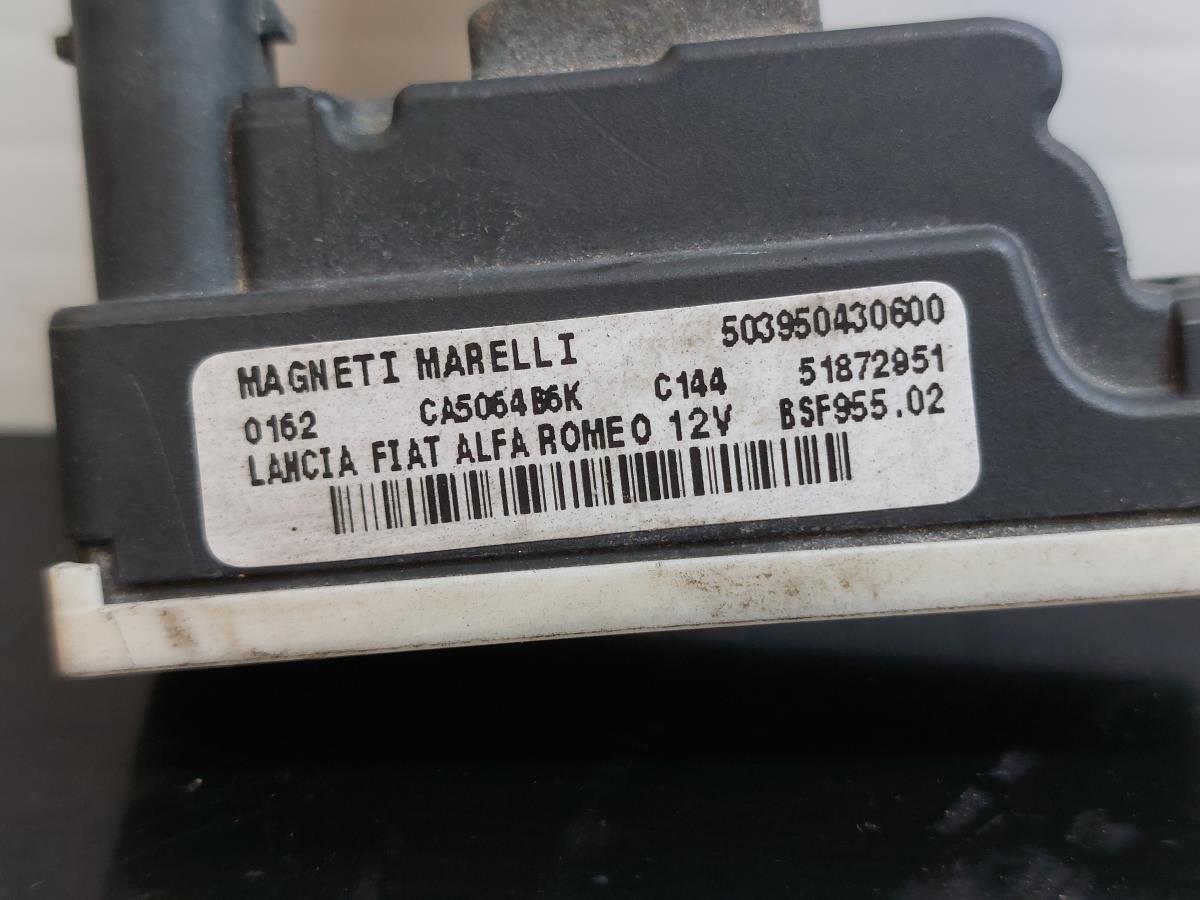 MAGNETI MARELLI 503950430600
0162 CA5064B6K C144 51872951
LANCIA FIAT ALFA ROMEO 12V BSF955.02